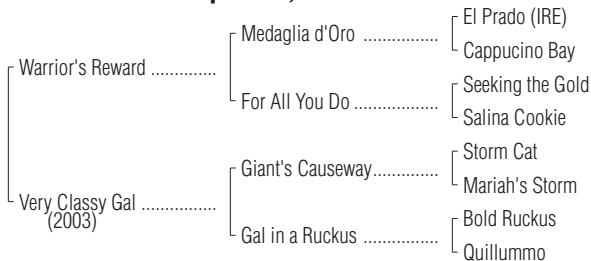 El Prado (IRE)
Medaglia d'Oro ................
Cappucino Bay
Warrior's Reward ..............
Seeking the Gold
For All You Do ..................
Salina Cookie
Storm Cat
Giant's Causeway..............
Mariah's Storm
Very Classy Gal ................
(2003)
Bold Ruckus
Gal in a Ruckus ................
Quillummo